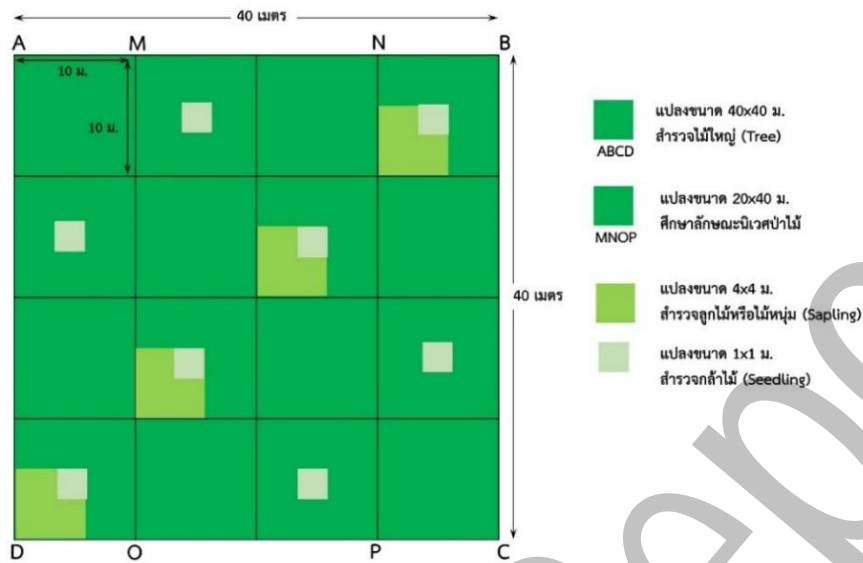 40 เมตร
A M N B
10 ม.
10 ม.
40 เมตร
D O P C
ABCD
แปลงขนาด 40x40 ม.
สำรวจไม้ใหญ่ (Tree)
MNOP
แปลงขนาด 20x40 ม.
ศึกษาลักษณะนิเวศป่าไม้
แปลงขนาด 4x4 ม.
สำรวจลูกไม้หรือไม้หนุ่ม (Sapling)
แปลงขนาด 1x1 ม.
สำรวจกล้าไม้ (Seedling)